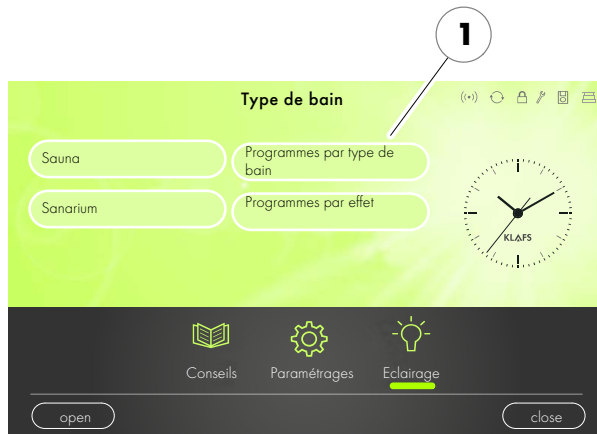 1
Type de bain
Sauna
Programmes par type de
bain
Sanarium
Programmes par effet
KLAFS
Conseils
Paramétrages
Eclairage
open
close